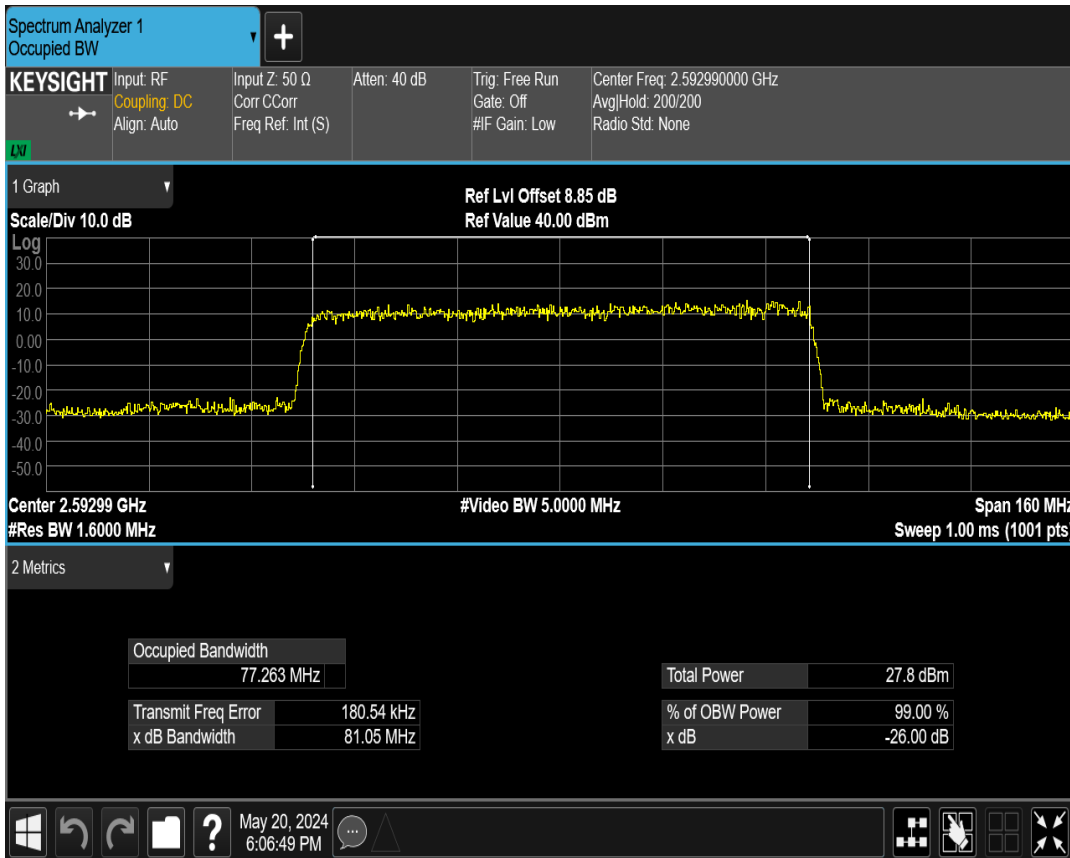 Spectrum Analyzer 1
Occupied BW
+
KEYSIGHT
LXI
Input: RF
Coupling: DC
Align: Auto
Input Z: 50 Ω
Corr CCorr
Freq Ref: Int (S)
Atten: 40 dB
Trig: Free Run
Gate: Off
#IF Gain: Low
Center Freq: 2.592990000 GHz
Avg|Hold: 200/200
Radio Std: None
1 Graph
Scale/Div 10.0 dB
Ref Lvl Offset 8.85 dB
Ref Value 40.00 dBm
Log
30.0
20.0
10.0
0.00
-10.0
-20.0
-30.0
-40.0
-50.0
Center 2.59299 GHz
#Video BW 5.0000 MHz
Span 160 MHz
#Res BW 1.6000 MHz
Sweep 1.00 ms (1001 pts)
2 Metrics
Occupied Bandwidth
77.263 MHz
Transmit Freq Error 180.54 kHz
x dB Bandwidth 81.05 MHz
Total Power 27.8 dBm
% of OBW Power 99.00 %
x dB -26.00 dB
?
May 20, 2024
6:06:49 PM